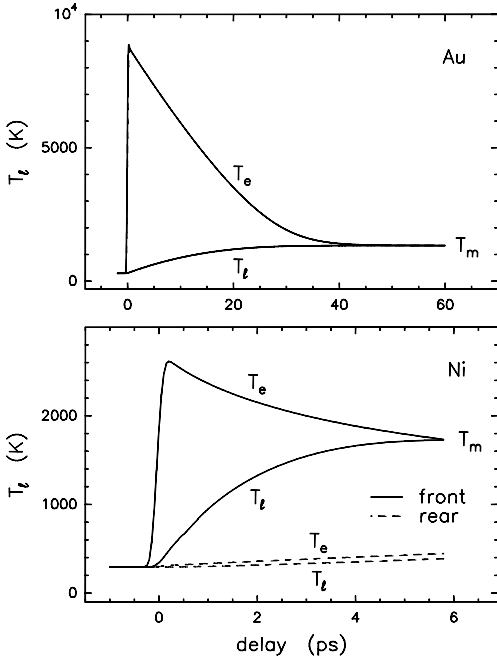 10⁴
Au
5000
T_ℓ (K)
T_e
T_ℓ
T_m
0
0 20 40 60
Ni
T_e
T_m
2000
T_ℓ (K)
T_ℓ
front
rear
1000
T_e
T_ℓ
0
0 2 4 6
delay (ps)